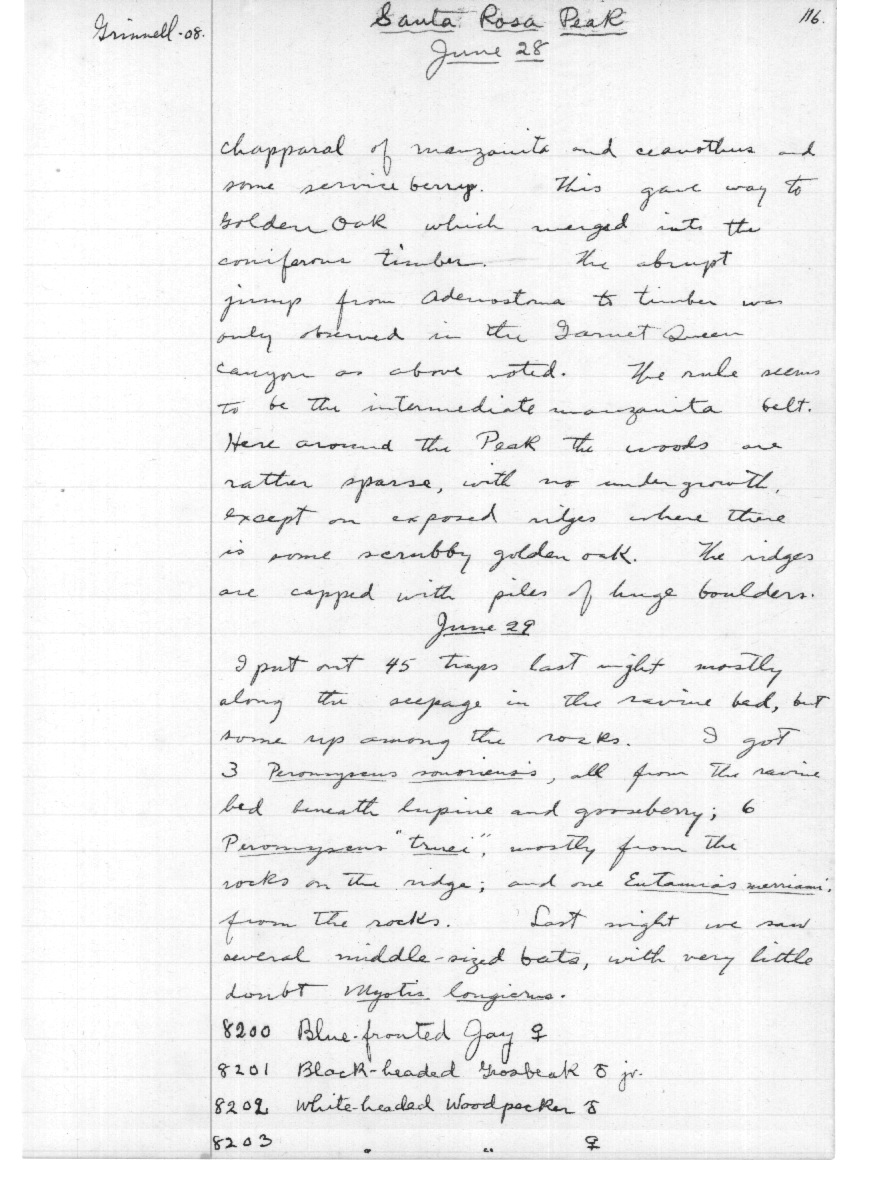 Grinnell-08.
Santa Rosa Peak
116.
June 28
chapparal of manzanita and ceanothus and
some service berry. This gave way to
Golden Oak which merged into the
coniferous timber. The abrupt
jump from Adenostoma to timber was
only observed in the Garnet Queen
canyon as above noted. The rule seems
to be the intermediate manzanita belt.
Here around the Peak the woods are
rather sparse, with no undergrowth,
except on exposed ridges where there
is some scrubby golden oak. The ridges
are capped with piles of huge boulders.
June 29
I put out 45 traps last night mostly
along the seepage in the ravine bed, but
some up among the rocks. I got
3 Peromyscus sonoriensis, all from the ravine
bed beneath lupine and gooseberry; 6
Peromyscus "truei", mostly from the
rocks on the ridge; and one Eutamias merriami,
from the rocks. Last night we saw
several middle-sized bats, with very little
doubt Myotis longicrus.
8200 Blue-fronted Jay ♀
8201 Black-headed Grosbeak ♂ jr.
8202 White-headed Woodpecker ♂
8203 " " ♀